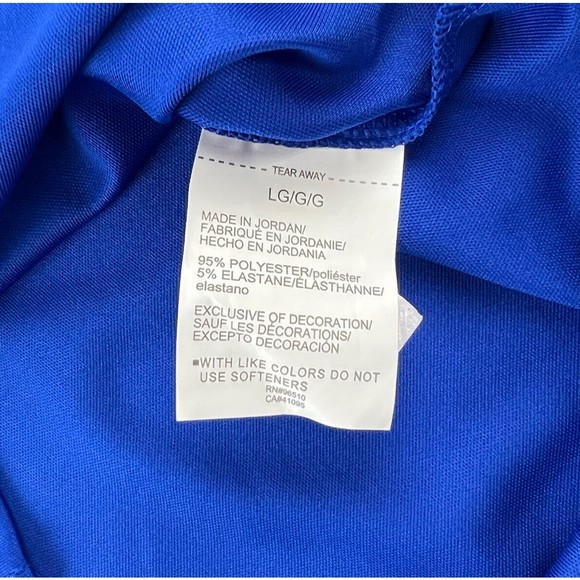 TEAR AWAY
LG/G/G
MADE IN JORDAN/
FABRIQUÉ EN JORDANIE/
HECHO EN JORDANIA
95% POLYESTER/poliéster
5% ELASTANE/ÉLASTHANNE/
elastano
EXCLUSIVE OF DECORATION/
SAUF LES DÉCORATIONS/
EXCEPTO DECORACIÓN
▪WITH LIKE COLORS DO NOT
USE SOFTENERS
RN#96510
CA#41095